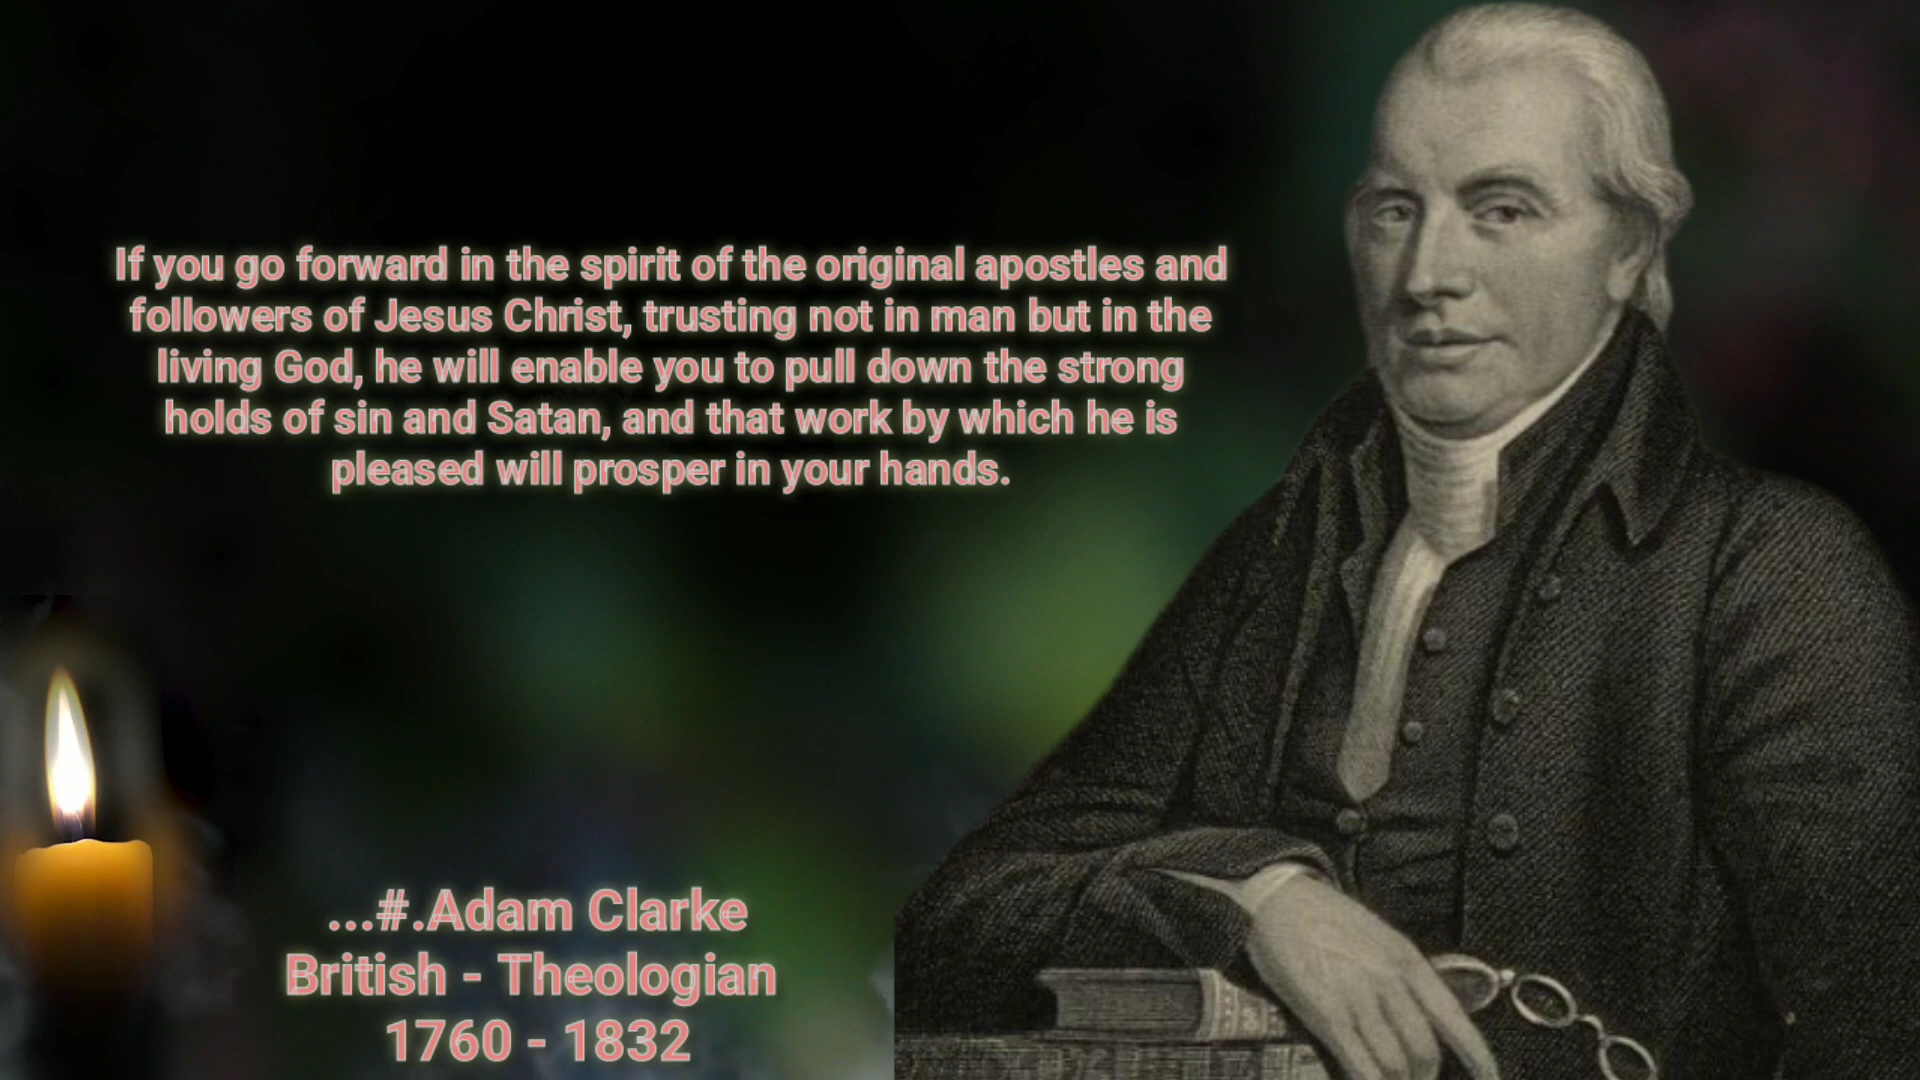 If you go forward in the spirit of the original apostles and
followers of Jesus Christ, trusting not in man but in the
living God, he will enable you to pull down the strong
holds of sin and Satan, and that work by which he is
pleased will prosper in your hands.
...#.Adam Clarke
British - Theologian
1760 - 1832